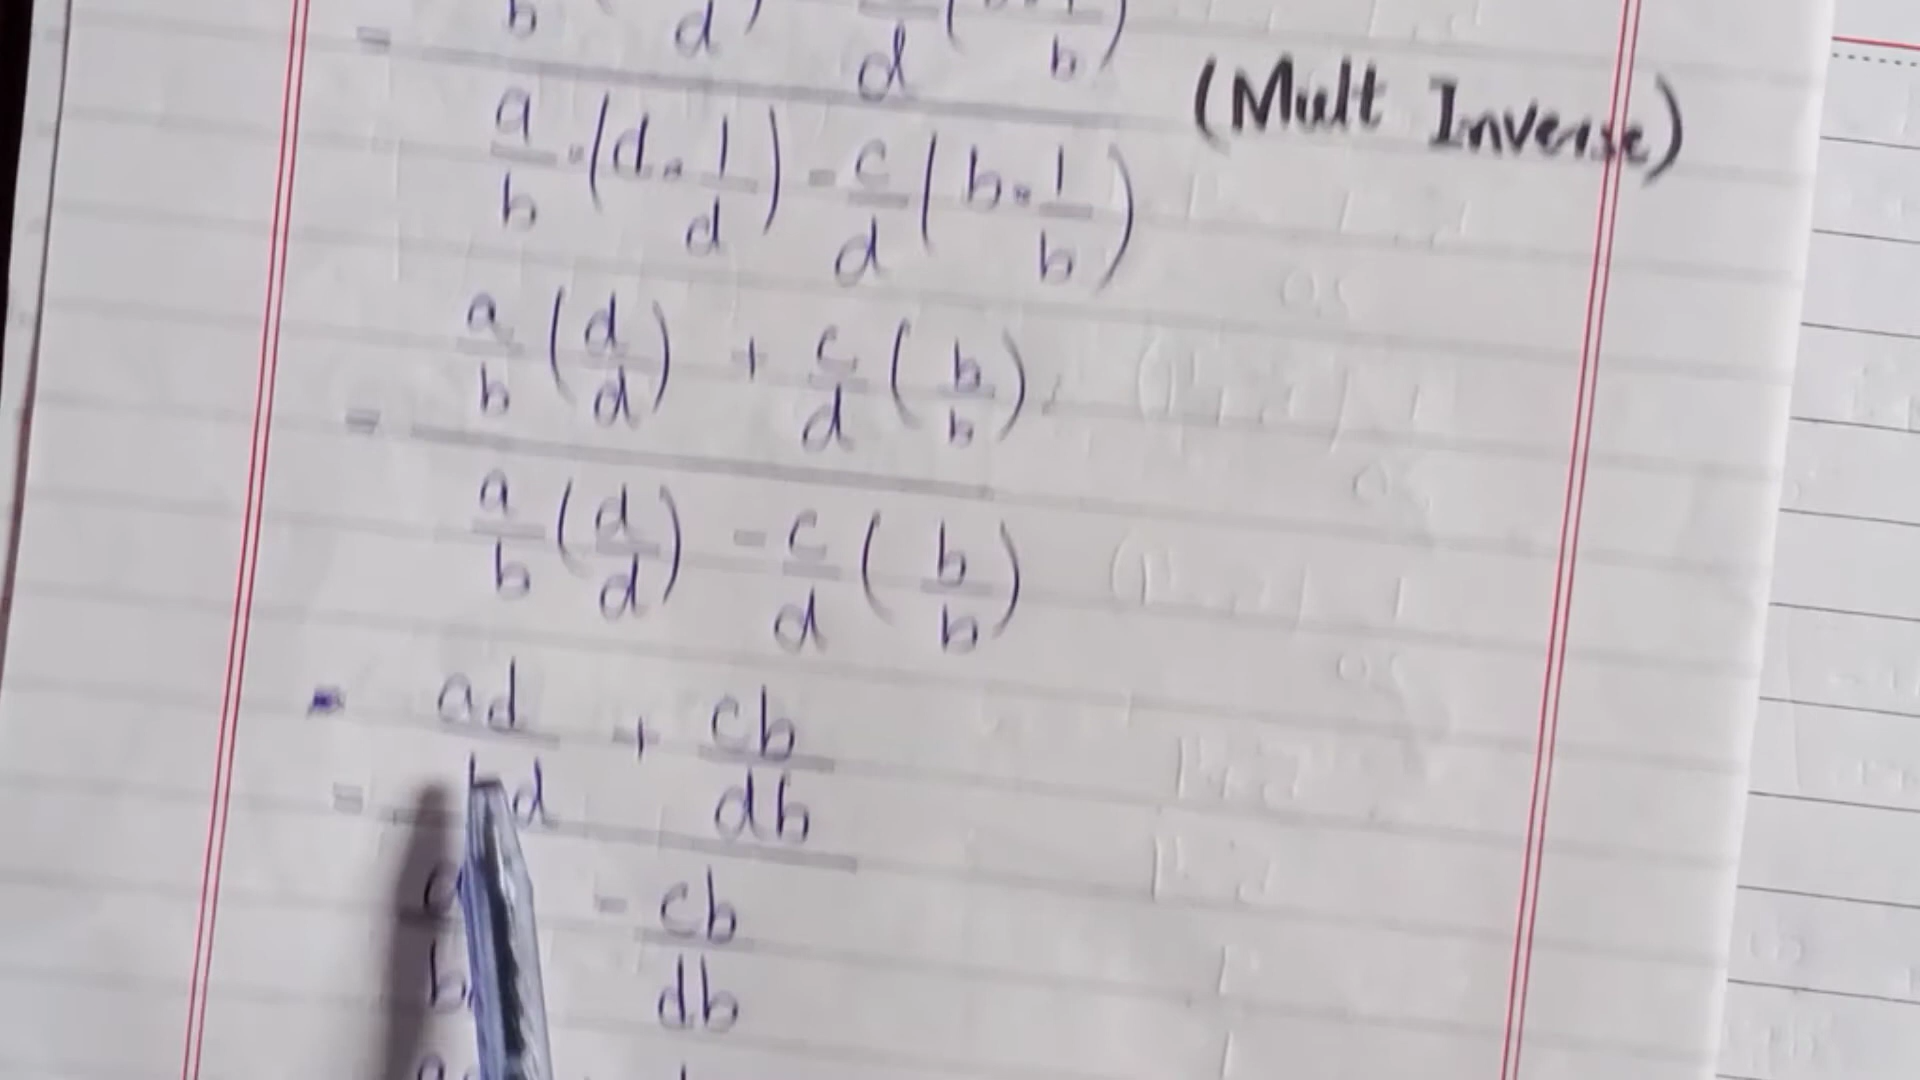 b d) d ( b)
= (Mult Inverse)
a/b · (d · 1/d) - c/d (b · 1/b)
a/b (d/d) + c/d (b/b)
=
a/b (d/d) - c/d (b/b)
= ad/bd + cb/db
=
- cb/db